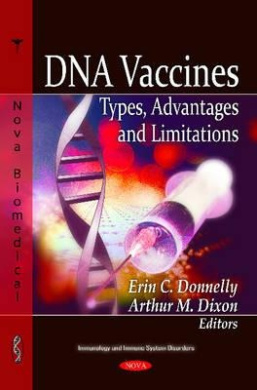 DNA Vaccines
Types, Advantages
and Limitations
Nova Biomedical
Erin C. Donnelly
Arthur M. Dixon
Editors
Immunology and Immune System Disorders
NOVA